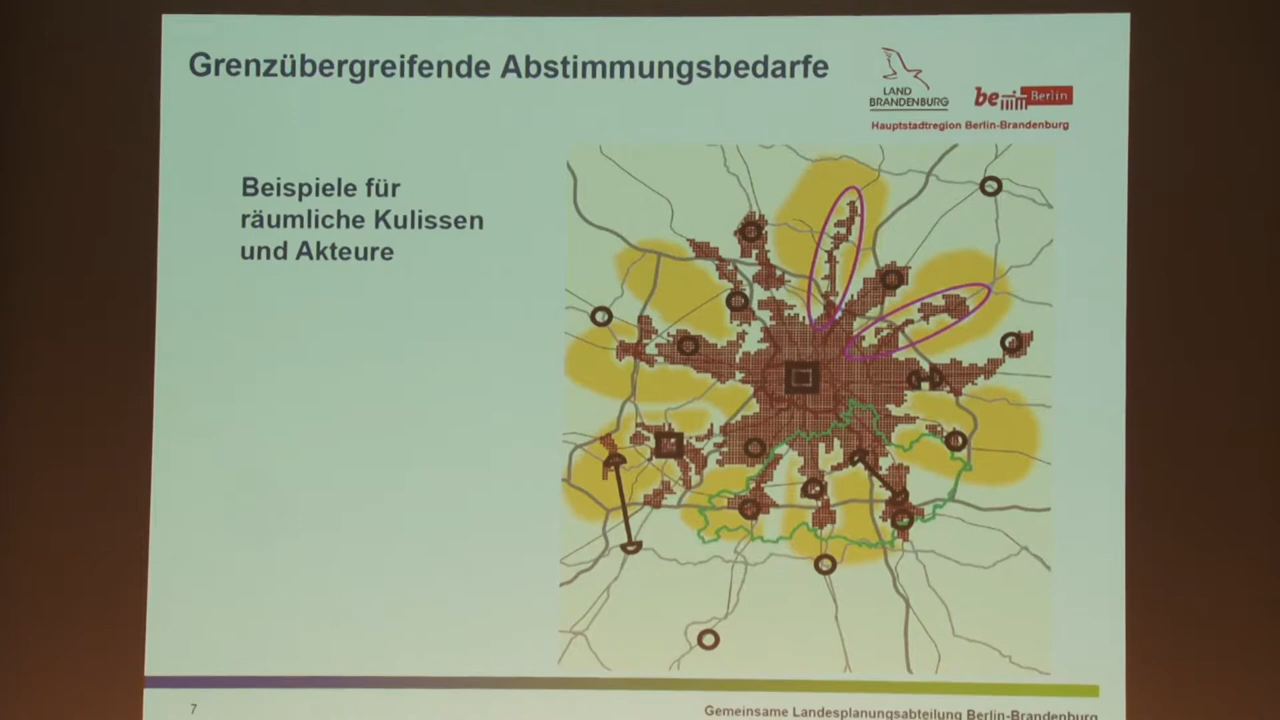 Grenzübergreifende Abstimmungsbedarfe
LAND
BRANDENBURG
be Berlin
Hauptstadtregion Berlin-Brandenburg
Beispiele für
räumliche Kulissen
und Akteure
7
Gemeinsame Landesplanungsabteilung Berlin-Brandenburg